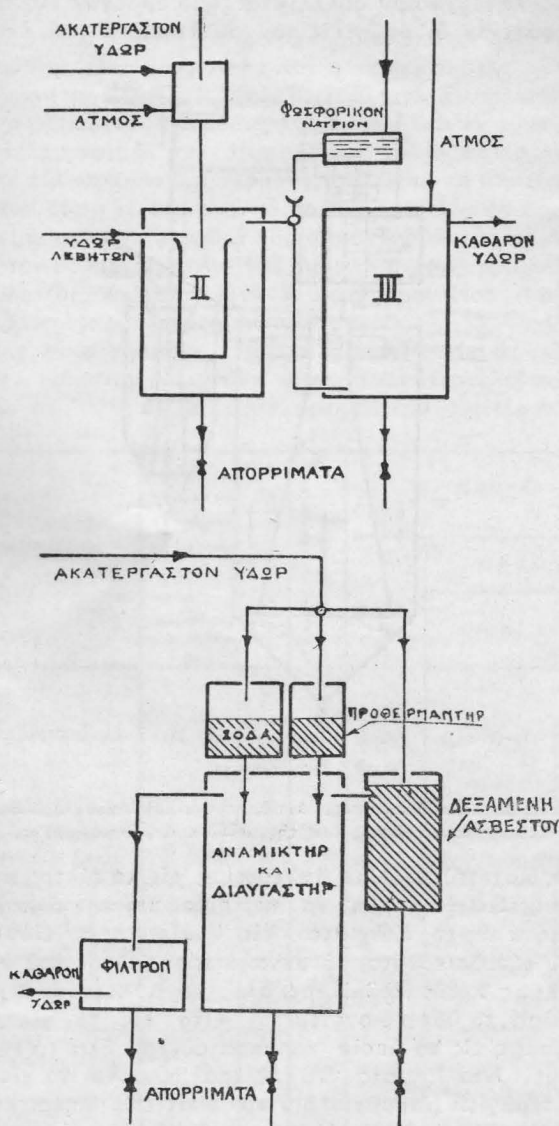 ΑΚΑΤΕΡΓΑΣΤΟΝ
ΥΔΩΡ
ΑΤΜΟΣ
ΦΩΣΦΟΡΙΚΟΝ
ΝΑΤΡΙΟΝ
ΑΤΜΟΣ
ΥΔΩΡ
ΛΕΒΗΤΩΝ
II
III
ΚΑΘΑΡΟΝ
ΥΔΩΡ
ΑΠΟΡΡΙΜΑΤΑ
ΑΚΑΤΕΡΓΑΣΤΟΝ ΥΔΩΡ
ΣΟΔΑ
ΠΡΟΘΕΡΜΑΝΤΗΡ
ΔΕΞΑΜΕΝΗ
ΑΣΒΕΣΤΟΥ
ΑΝΑΜΙΚΤΗΡ
ΚΑΙ
ΔΙΑΥΓΑΣΤΗΡ
ΦΙΛΤΡΟΝ
ΚΑΘΑΡΟΝ
ΥΔΩΡ
ΑΠΟΡΡΙΜΑΤΑ